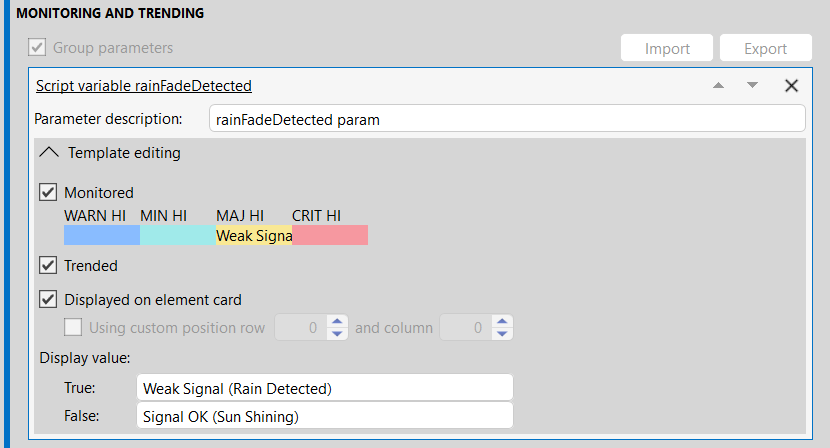 MONITORING AND TRENDING
Group parameters
Import Export
Script variable rainFadeDetected
Parameter description: rainFadeDetected param
Template editing
Monitored
WARN HI MIN HI MAJ HI CRIT HI
Weak Signa
Trended
Displayed on element card
Using custom position row 0 and column 0
Display value:
True: Weak Signal (Rain Detected)
False: Signal OK (Sun Shining)